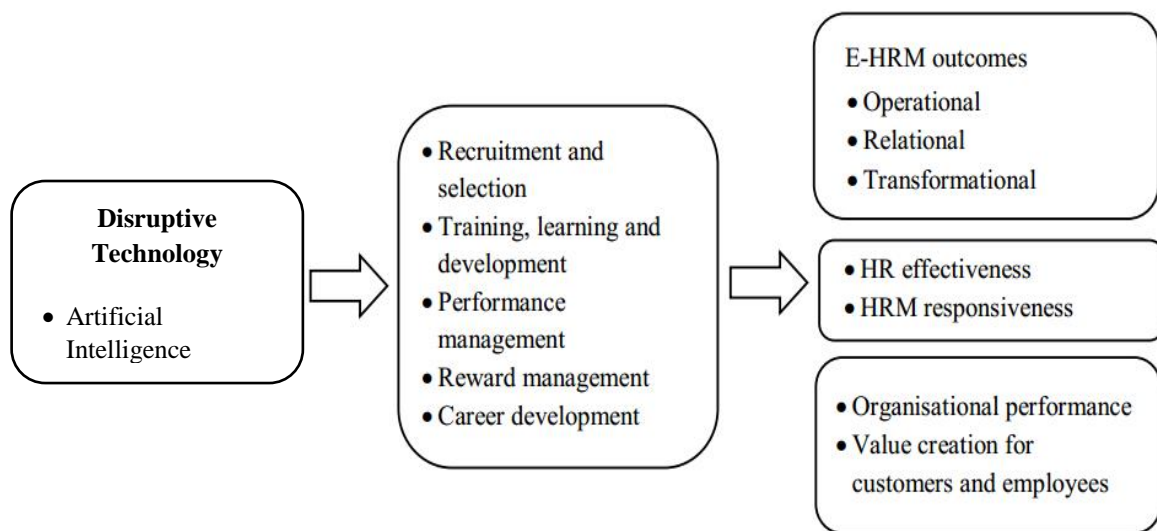 Disruptive
Technology
• Artificial
Intelligence
• Recruitment and
selection
• Training, learning and
development
• Performance
management
• Reward management
• Career development
E-HRM outcomes
• Operational
• Relational
• Transformational
• HR effectiveness
• HRM responsiveness
• Organisational performance
• Value creation for
customers and employees